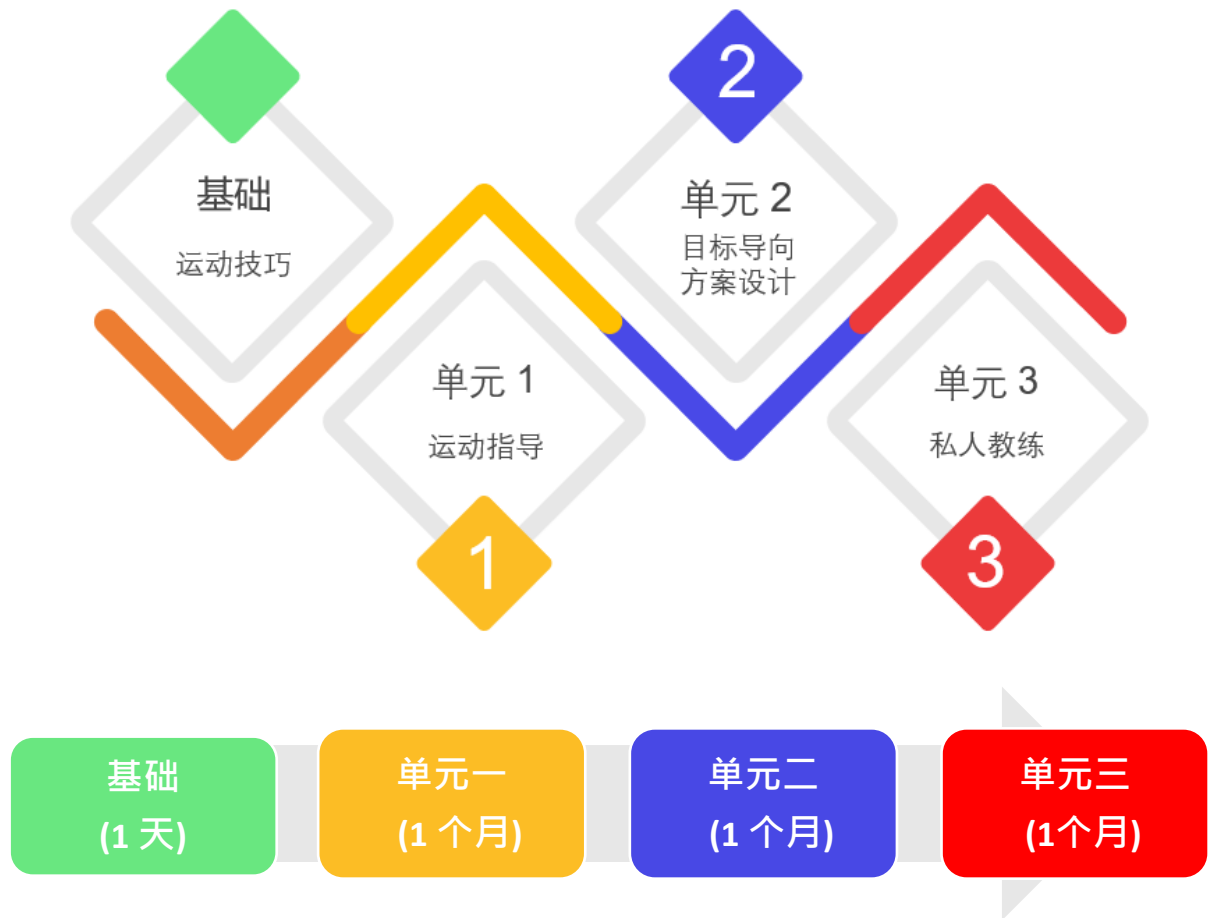 基础
运动技巧
1
单元 1
运动指导
2
单元 2
目标导向
方案设计
3
单元 3
私人教练
基础
(1 天)
单元一
(1 个月)
单元二
(1 个月)
单元三
(1个月)